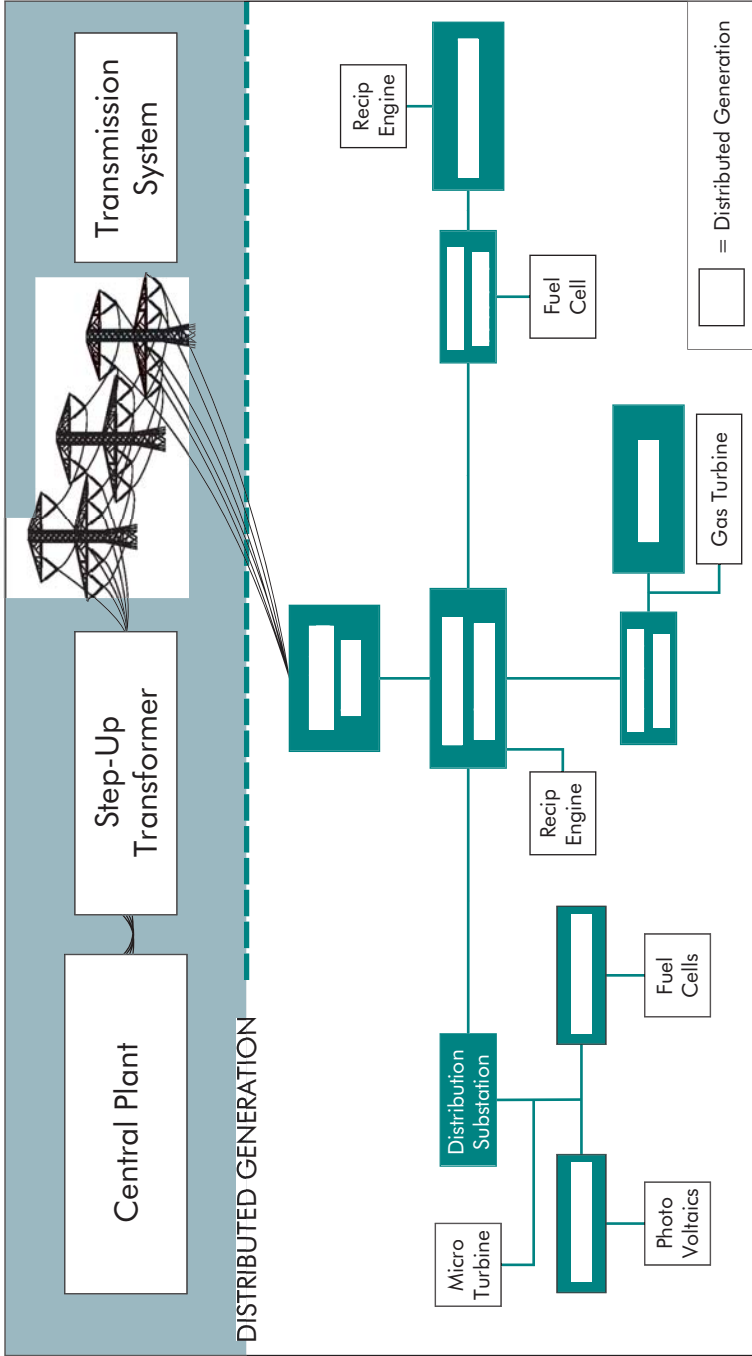 Central Plant
Step-Up
Transformer
Transmission
System
DISTRIBUTED GENERATION
Recip
Engine
Micro
Turbine
Distribution
Substation
Fuel
Cell
Recip
Engine
Photo
Voltaics
Fuel
Cells
Gas Turbine
= Distributed Generation